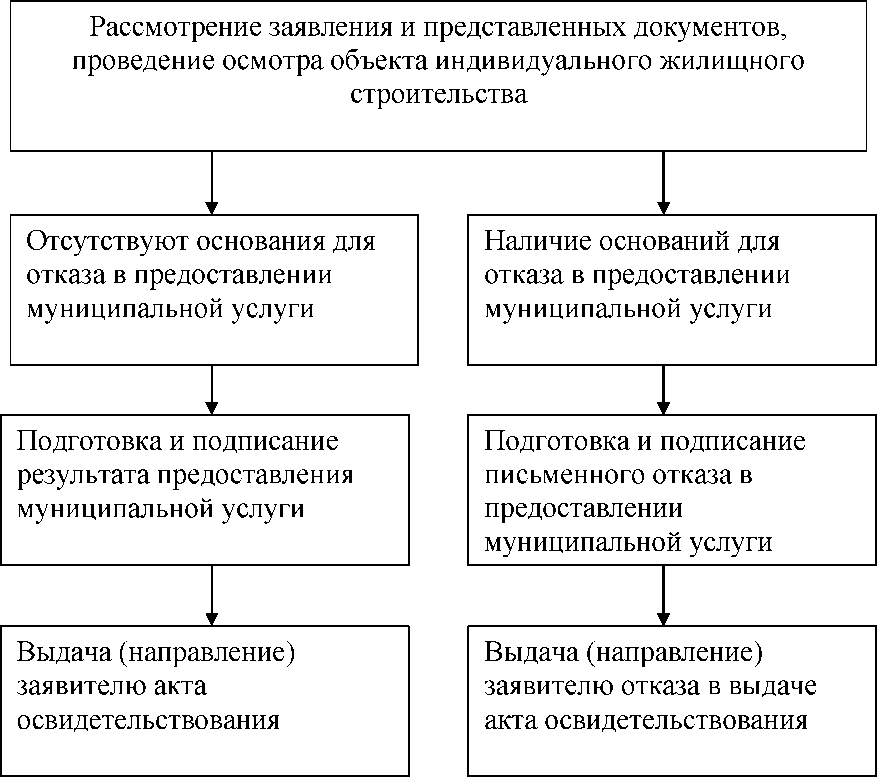 Рассмотрение заявления и представленных документов,
проведение осмотра объекта индивидуального жилищного
строительства
Отсутствуют основания для
отказа в предоставлении
муниципальной услуги
Наличие оснований для
отказа в предоставлении
муниципальной услуги
Подготовка и подписание
результата предоставления
муниципальной услуги
Подготовка и подписание
письменного отказа в
предоставлении
муниципальной услуги
Выдача (направление)
заявителю акта
освидетельствования
Выдача (направление)
заявителю отказа в выдаче
акта освидетельствования